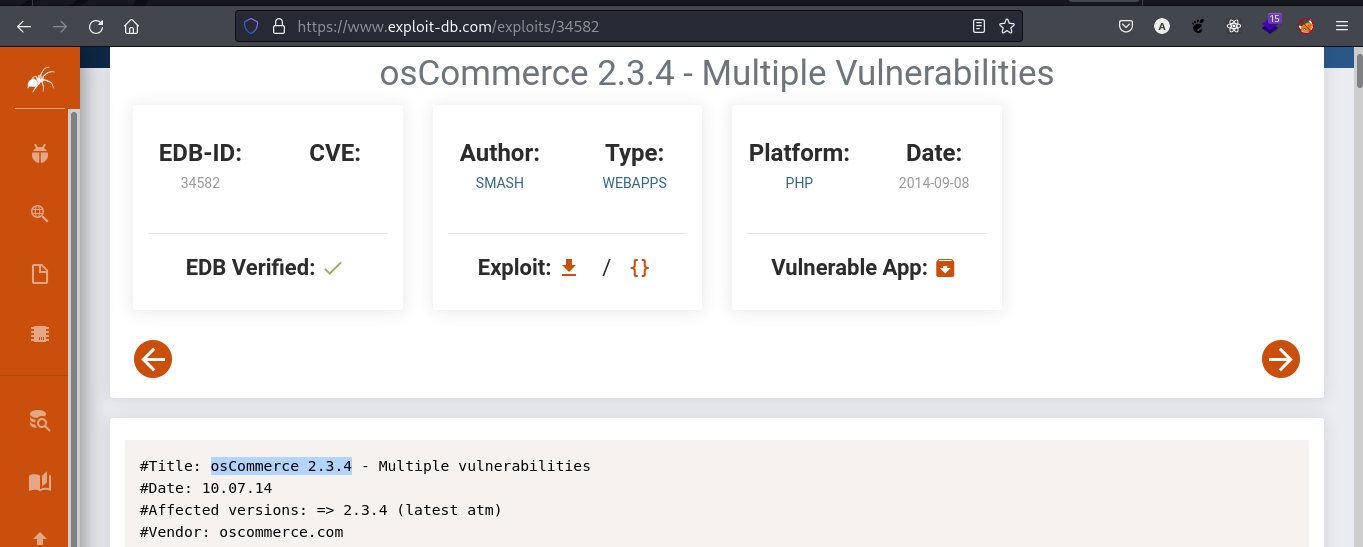 https://www.exploit-db.com/exploits/34582
15
osCommerce 2.3.4 - Multiple Vulnerabilities
EDB-ID: CVE:
34582
EDB Verified:
Author: Type:
SMASH WEBAPPS
Exploit: / {}
Platform: Date:
PHP 2014-09-08
Vulnerable App:
#Title: osCommerce 2.3.4 - Multiple vulnerabilities
#Date: 10.07.14
#Affected versions: => 2.3.4 (latest atm)
#Vendor: oscommerce.com